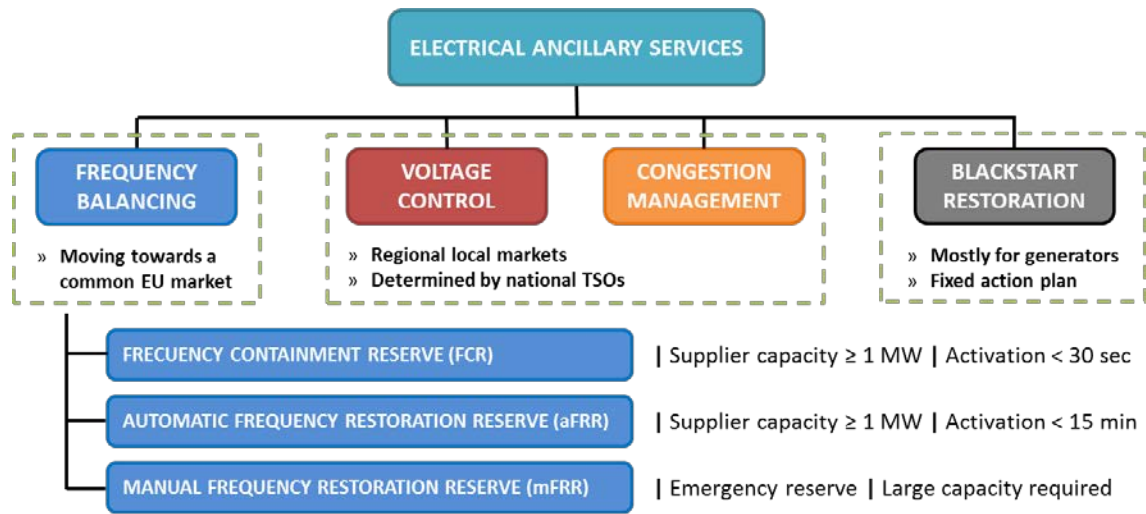 ELECTRICAL ANCILLARY SERVICES
FREQUENCY
BALANCING
» Moving towards a
common EU market
VOLTAGE
CONTROL
CONGESTION
MANAGEMENT
» Regional local markets
» Determined by national TSOs
BLACKSTART
RESTORATION
» Mostly for generators
» Fixed action plan
FRECUENCY CONTAINMENT RESERVE (FCR) | Supplier capacity ≥ 1 MW | Activation < 30 sec
AUTOMATIC FREQUENCY RESTORATION RESERVE (aFRR) | Supplier capacity ≥ 1 MW | Activation < 15 min
MANUAL FREQUENCY RESTORATION RESERVE (mFRR) | Emergency reserve | Large capacity required